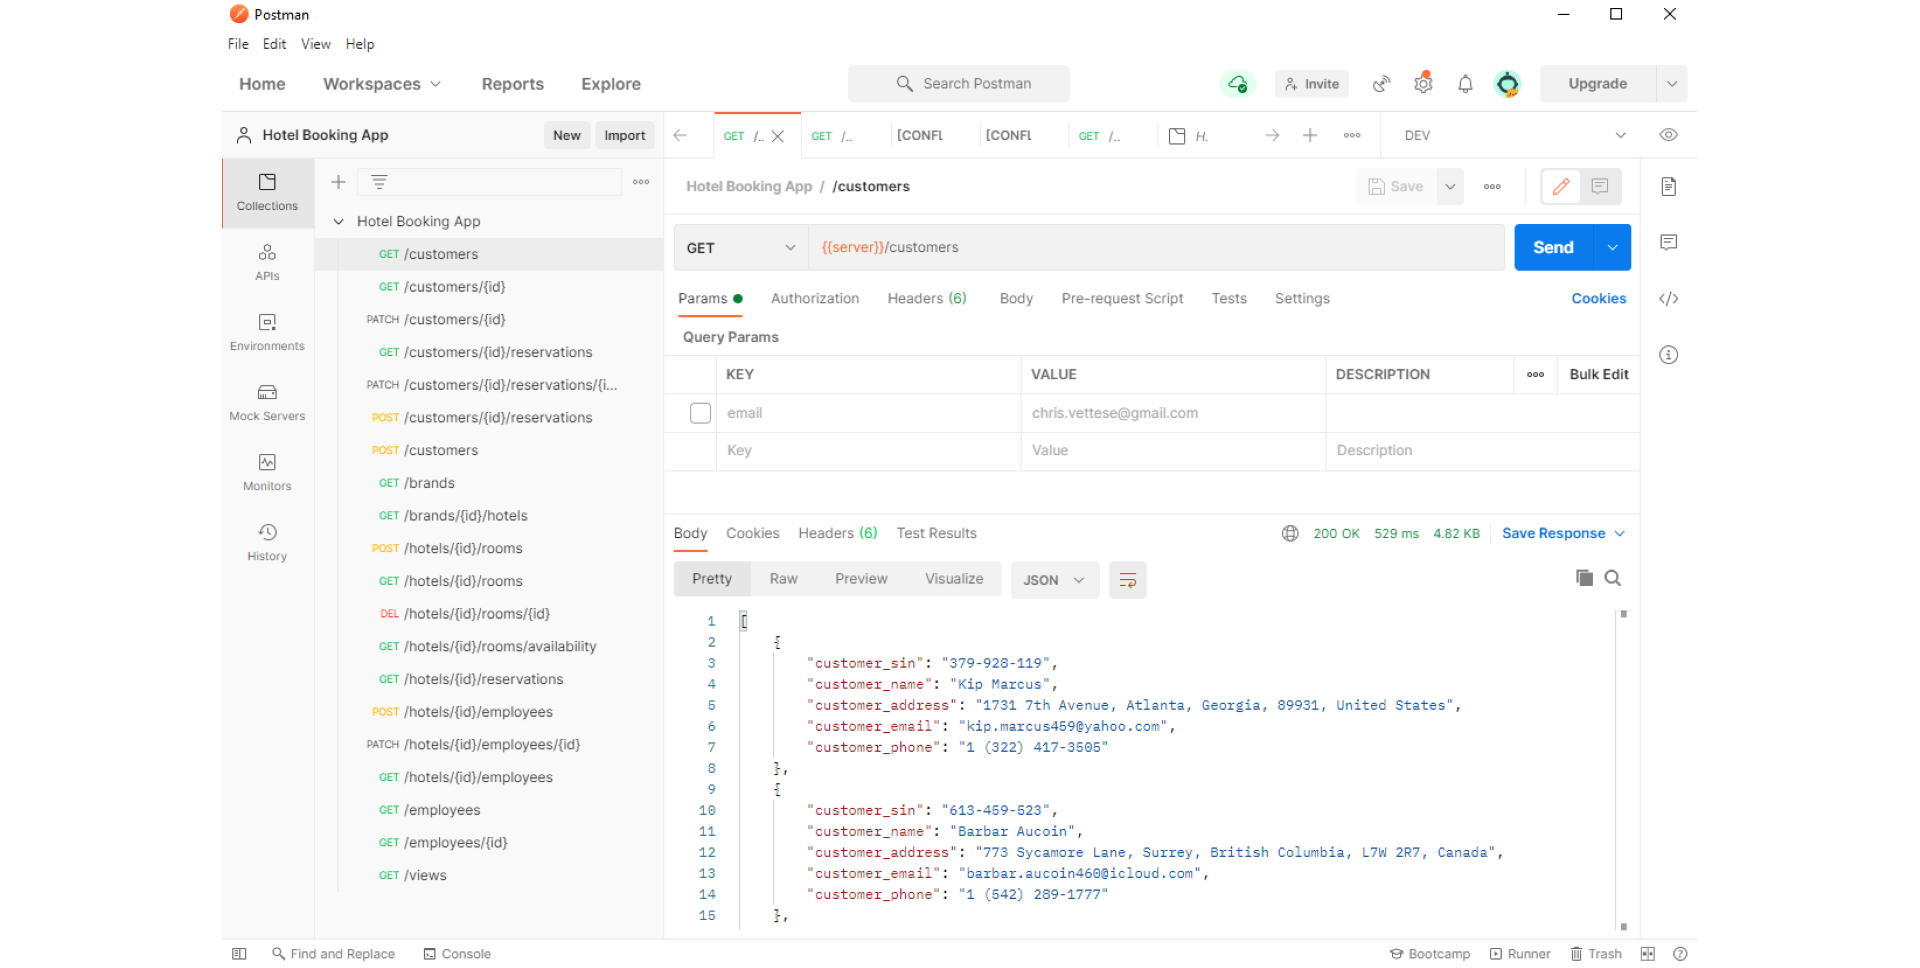 Postman
File Edit View Help
Home Workspaces Reports Explore Search Postman Invite Upgrade
Hotel Booking App New Import GET /.. GET /.. [CONFL [CONFL GET /.. H. DEV
Collections
APIs
Environments
Mock Servers
Monitors
History
Hotel Booking App
GET /customers
GET /customers/{id}
PATCH /customers/{id}
GET /customers/{id}/reservations
PATCH /customers/{id}/reservations/{i...
POST /customers/{id}/reservations
POST /customers
GET /brands
GET /brands/{id}/hotels
POST /hotels/{id}/rooms
GET /hotels/{id}/rooms
DEL /hotels/{id}/rooms/{id}
GET /hotels/{id}/rooms/availability
GET /hotels/{id}/reservations
POST /hotels/{id}/employees
PATCH /hotels/{id}/employees/{id}
GET /hotels/{id}/employees
GET /employees
GET /employees/{id}
GET /views
Hotel Booking App / /customers Save
GET {{server}}/customers Send
Params Authorization Headers (6) Body Pre-request Script Tests Settings Cookies
Query Params
KEY VALUE DESCRIPTION Bulk Edit
email chris.vettese@gmail.com
Key Value Description
Body Cookies Headers (6) Test Results 200 OK 529 ms 4.82 KB Save Response
Pretty Raw Preview Visualize JSON
1 [
2 {
3 "customer_sin": "379-928-119",
4 "customer_name": "Kip Marcus",
5 "customer_address": "1731 7th Avenue, Atlanta, Georgia, 89931, United States",
6 "customer_email": "kip.marcus459@yahoo.com",
7 "customer_phone": "1 (322) 417-3505"
8 },
9 {
10 "customer_sin": "613-459-523",
11 "customer_name": "Barbar Aucoin",
12 "customer_address": "773 Sycamore Lane, Surrey, British Columbia, L7W 2R7, Canada",
13 "customer_email": "barbar.aucoin460@icloud.com",
14 "customer_phone": "1 (542) 289-1777"
15 },
Find and Replace Console Bootcamp Runner Trash